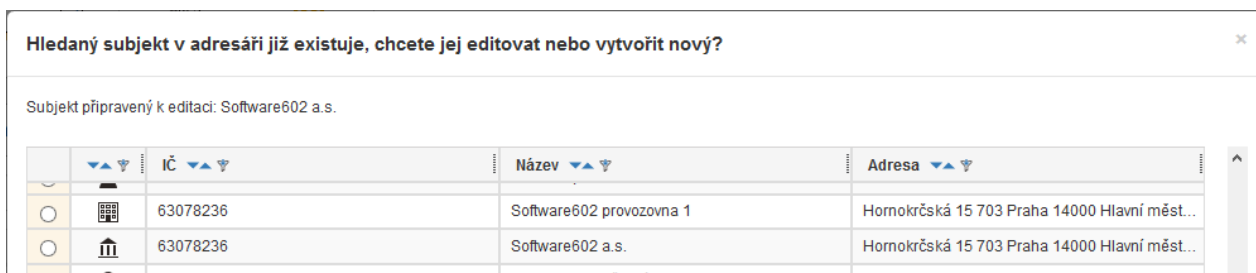 Hledaný subjekt v adresáři již existuje, chcete jej editovat nebo vytvořit nový?
Subjekt připravený k editaci: Software602 a.s.
IČ Název Adresa
63078236 Software602 provozovna 1 Hornokrčská 15 703 Praha 14000 Hlavní měst...
63078236 Software602 a.s. Hornokrčská 15 703 Praha 14000 Hlavní měst...